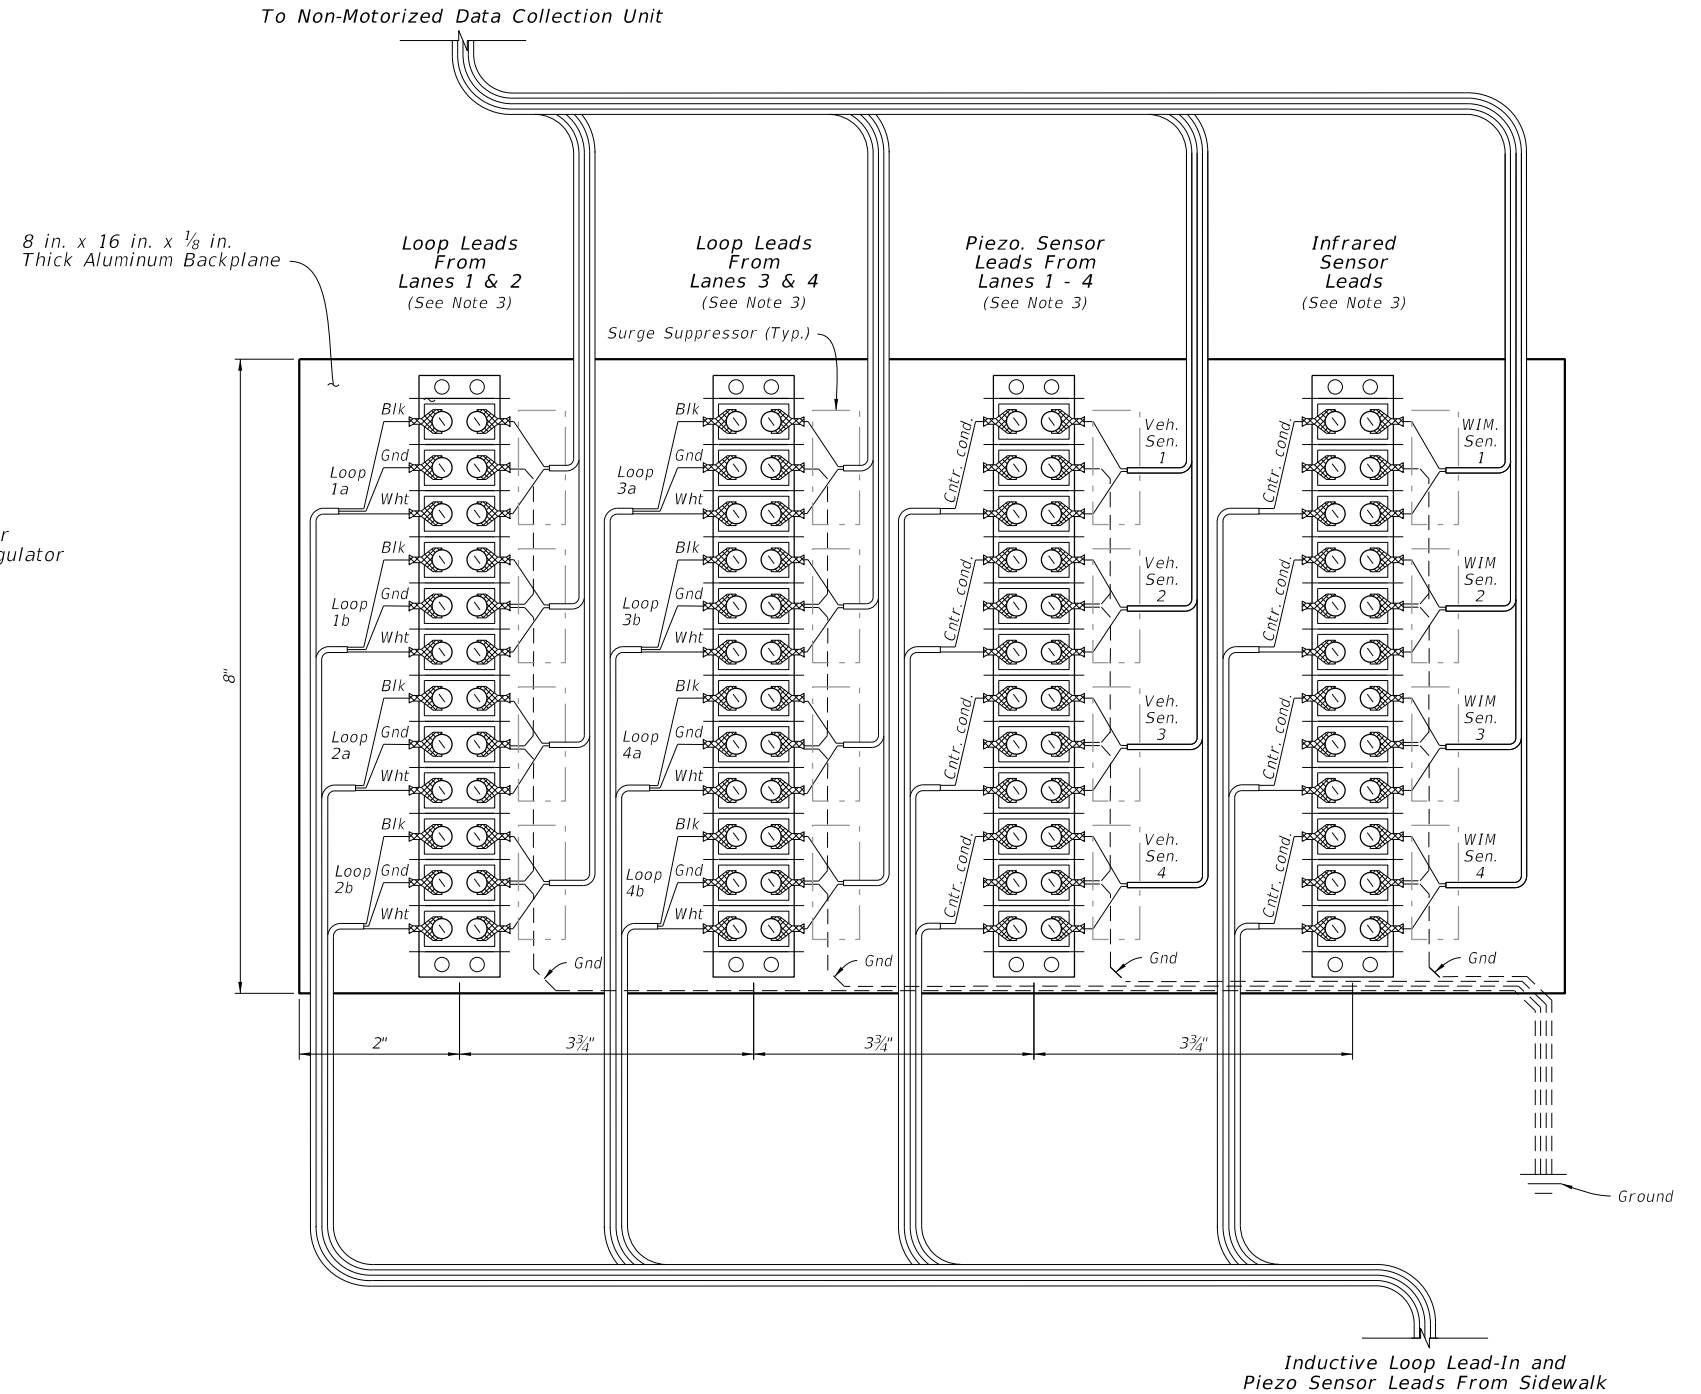 To Non-Motorized Data Collection Unit
8 in. x 16 in. x ⅛ in.
Thick Aluminum Backplane
Loop Leads
From
Lanes 1 & 2
(See Note 3)
Loop Leads
From
Lanes 3 & 4
(See Note 3)
Piezo. Sensor
Leads From
Lanes 1 - 4
(See Note 3)
Infrared
Sensor
Leads
(See Note 3)
Surge Suppressor (Typ.)
r
gulator
8"
Blk
Gnd
Wht
Loop
1a
Blk
Gnd
Wht
Loop
1b
Blk
Gnd
Wht
Loop
2a
Blk
Gnd
Wht
Loop
2b
Gnd
Blk
Gnd
Wht
Loop
3a
Blk
Gnd
Wht
Loop
3b
Blk
Gnd
Wht
Loop
4a
Blk
Gnd
Wht
Loop
4b
Gnd
Cntr. cond.
Cntr. cond.
Cntr. cond.
Cntr. cond.
Veh.
Sen.
1
Veh.
Sen.
2
Veh.
Sen.
3
Veh.
Sen.
4
Gnd
Cntr. cond.
Cntr. cond.
Cntr. cond.
Cntr. cond.
WIM.
Sen.
1
WIM
Sen.
2
WIM
Sen.
3
WIM
Sen.
4
Gnd
2"
3¾"
3¾"
3¾"
Ground
Inductive Loop Lead-In and
Piezo Sensor Leads From Sidewalk